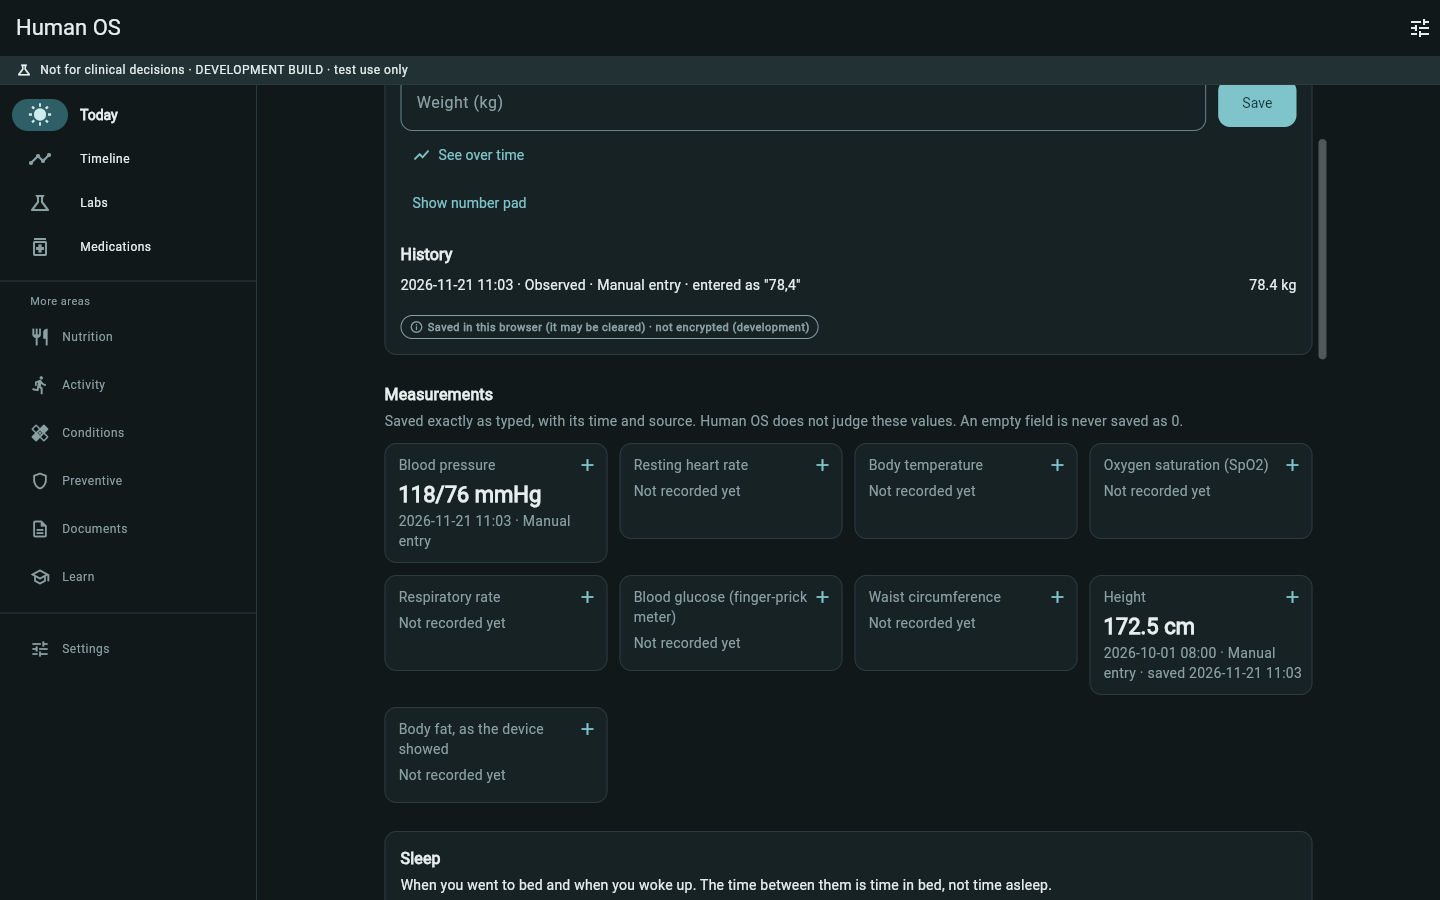 Human OS
Not for clinical decisions · DEVELOPMENT BUILD · test use only
Today
Timeline
Labs
Medications
More areas
Nutrition
Activity
Conditions
Preventive
Documents
Learn
Settings
Weight (kg)
Save
See over time
Show number pad
History
2026-11-21 11:03 · Observed · Manual entry · entered as "78,4"
78.4 kg
Saved in this browser (it may be cleared) · not encrypted (development)
Measurements
Saved exactly as typed, with its time and source. Human OS does not judge these values. An empty field is never saved as 0.
Blood pressure
118/76 mmHg
2026-11-21 11:03 · Manual
entry
Resting heart rate
Not recorded yet
Body temperature
Not recorded yet
Oxygen saturation (SpO2)
Not recorded yet
Respiratory rate
Not recorded yet
Blood glucose (finger-prick
meter)
Not recorded yet
Waist circumference
Not recorded yet
Height
172.5 cm
2026-10-01 08:00 · Manual
entry · saved 2026-11-21 11:03
Body fat, as the device
showed
Not recorded yet
Sleep
When you went to bed and when you woke up. The time between them is time in bed, not time asleep.